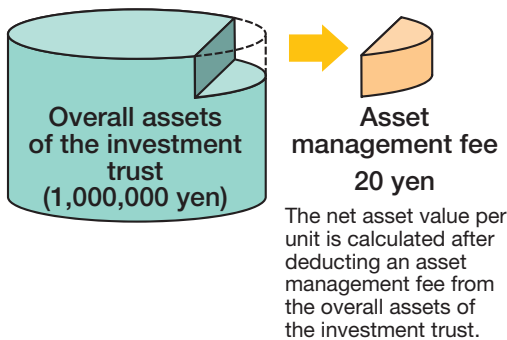 Overall assets
of the investment
trust
(1,000,000 yen)
Asset
management fee
20 yen
The net asset value per
unit is calculated after
deducting an asset
management fee from
the overall assets of
the investment trust.